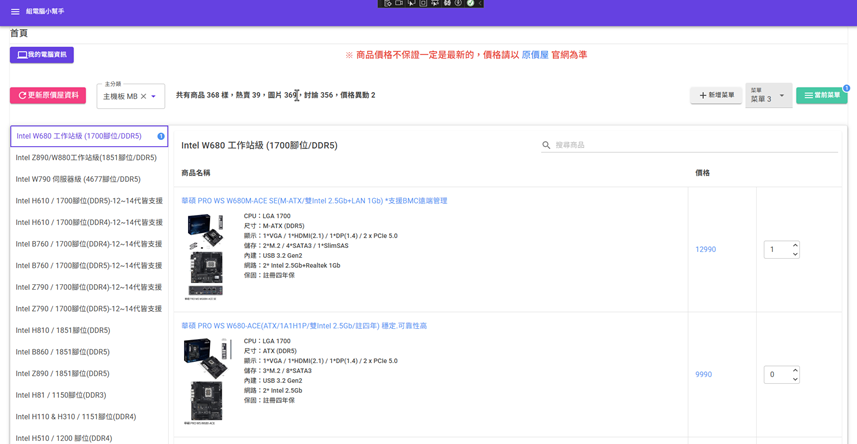 組電腦小幫手
首頁
我的電腦資訊
※ 商品價格不保證一定是最新的，價格請以 原價屋 官網為準
更新原價屋資料
主分類
主機板 MB
共有商品 368 樣，熱賣 39，圖片 369，討論 356，價格異動 2
新增菜單
菜單
菜單 3
當前菜單
1
Intel W680 工作站級 (1700腳位/DDR5)
1
Intel Z890/W880工作站級(1851腳位/DDR5)
Intel W790 伺服器級 (4677腳位/DDR5)
Intel H610 / 1700腳位(DDR5)-12~14代皆支援
Intel H610 / 1700腳位(DDR4)-12~14代皆支援
Intel B760 / 1700腳位(DDR4)-12~14代皆支援
Intel B760 / 1700腳位(DDR5)-12~14代皆支援
Intel Z790 / 1700腳位(DDR4)-12~14代皆支援
Intel Z790 / 1700腳位(DDR5)-12~14代皆支援
Intel H810 / 1851腳位(DDR5)
Intel B860 / 1851腳位(DDR5)
Intel Z890 / 1851腳位(DDR5)
Intel H81 / 1150腳位(DDR3)
Intel H110 & H310 / 1151腳位(DDR4)
Intel H510 / 1200 腳位(DDR4)
Intel W680 工作站級 (1700腳位/DDR5)
搜尋商品
商品名稱
價格
華碩 PRO WS W680M-ACE SE(M-ATX/雙Intel 2.5Gb+LAN 1Gb) *支援BMC遠端管理
CPU：LGA 1700
尺寸：M-ATX (DDR5)
顯示：1*VGA / 1*HDMI(2.1) / 1*DP(1.4) / 2 x PCIe 5.0
儲存：2*M.2 / 4*SATA3 / 1*SlimSAS
內建：USB 3.2 Gen2
網路：2* Intel 2.5Gb+Realtek 1Gb
保固：註冊四年保
12990
1
華碩 PRO WS W680-ACE(ATX/1A1H1P/雙Intel 2.5Gb/註四年) 穩定.可靠性高
CPU：LGA 1700
尺寸：ATX (DDR5)
顯示：1*VGA / 1*HDMI(2.1) / 1*DP(1.4) / 2 x PCIe 5.0
儲存：3*M.2 / 8*SATA3
內建：USB 3.2 Gen2
網路：2* Intel 2.5Gb
保固：註冊四年保
9990
0